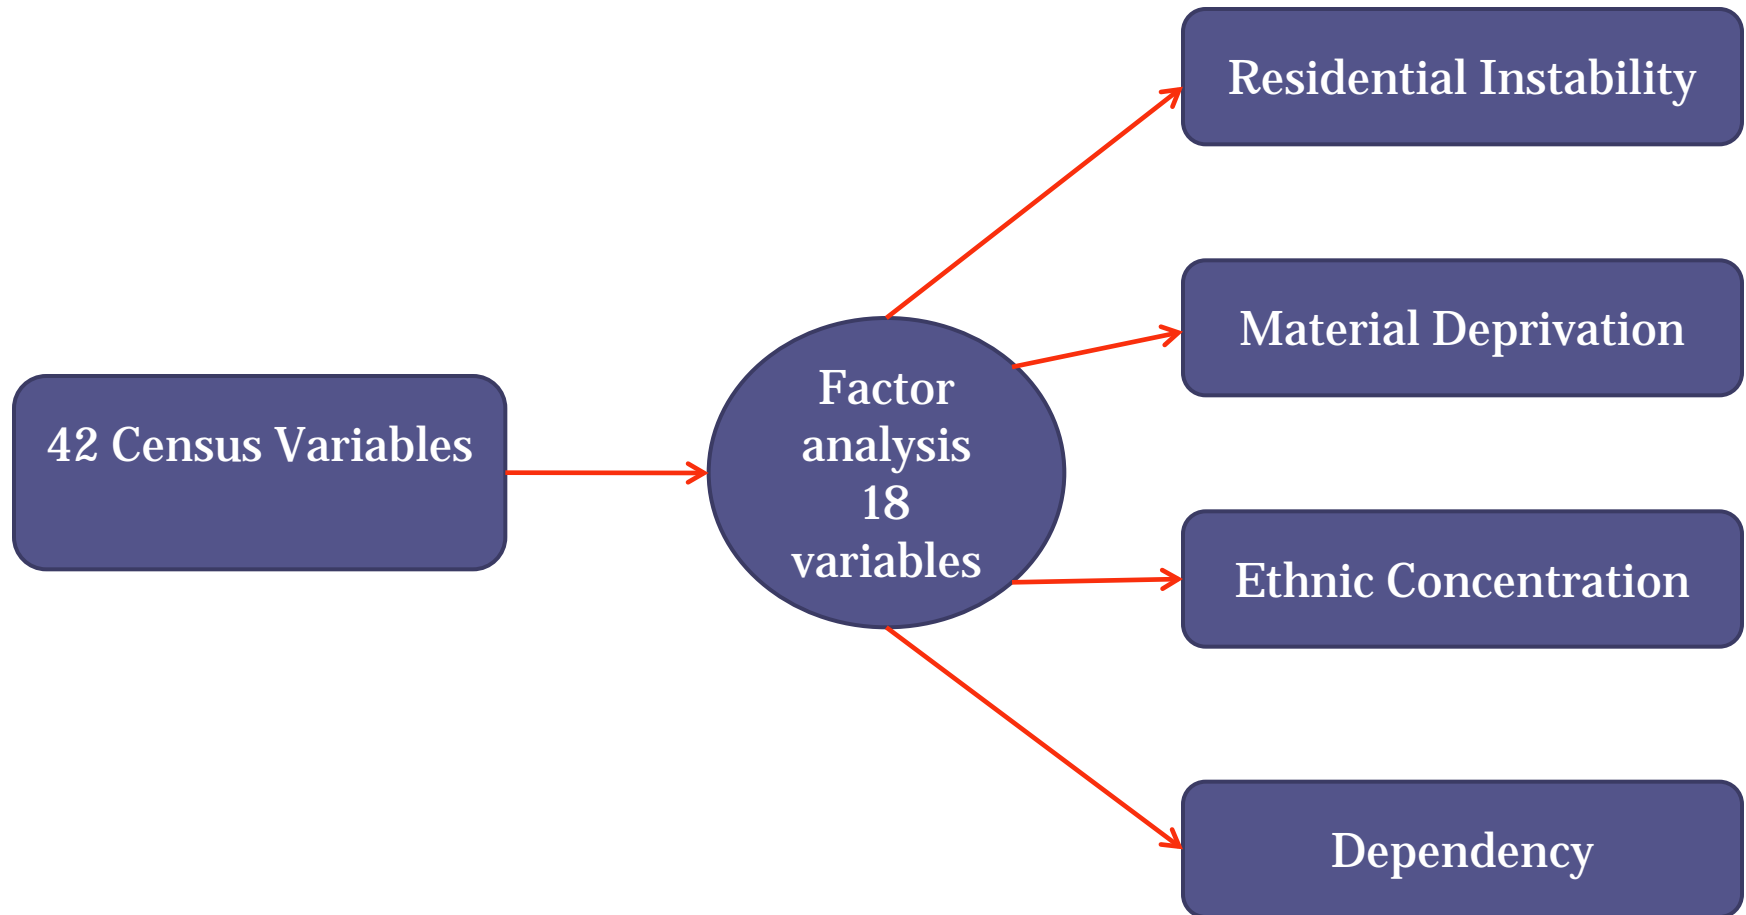 42 Census Variables
Factor
analysis
18
variables
Residential Instability
Material Deprivation
Ethnic Concentration
Dependency